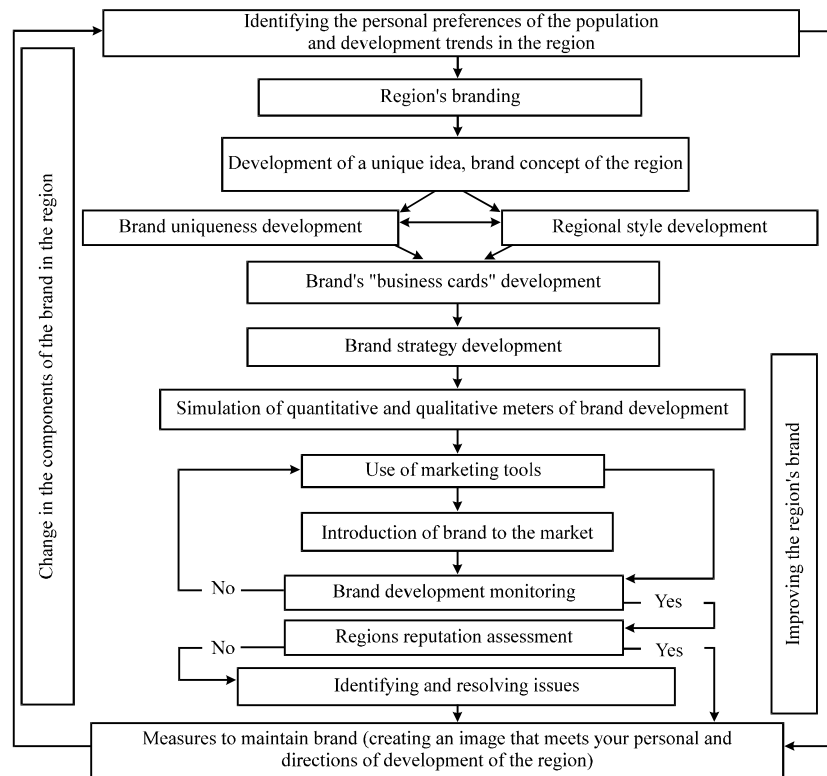 Identifying the personal preferences of the population
and development trends in the region
Region's branding
Development of a unique idea, brand concept of the region
Brand uniqueness development
Regional style development
Brand's "business cards" development
Brand strategy development
Simulation of quantitative and qualitative meters of brand development
Use of marketing tools
Introduction of brand to the market
No
Brand development monitoring
Yes
No
Regions reputation assessment
Yes
Identifying and resolving issues
Measures to maintain brand (creating an image that meets your personal and
directions of development of the region)
Change in the components of the brand in the region
Improving the region's brand